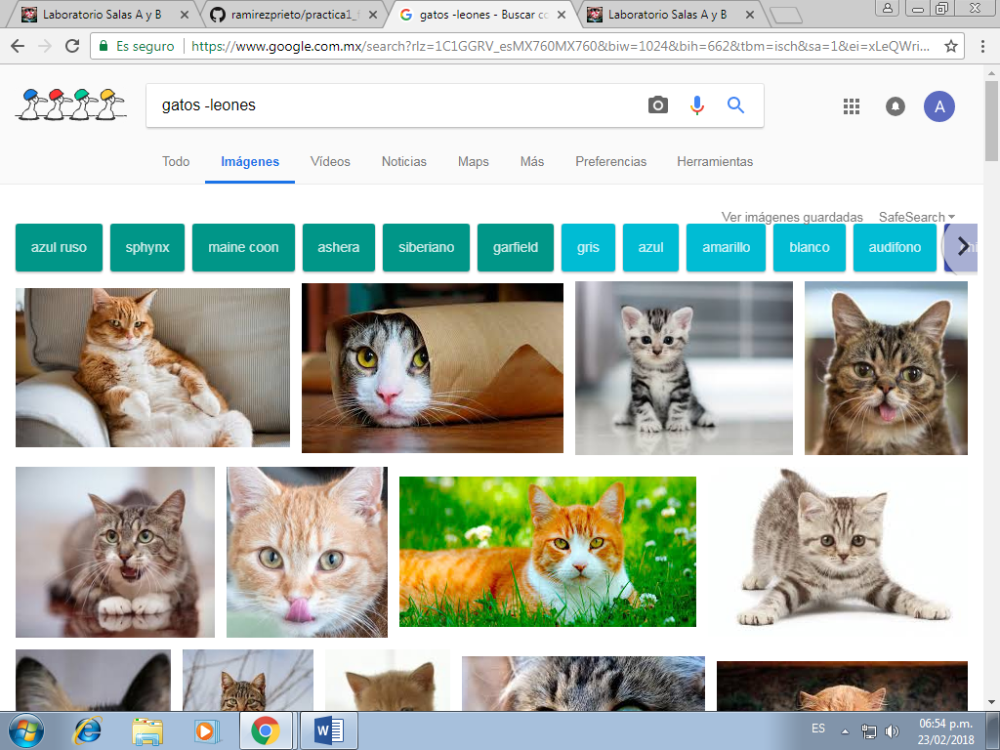 Laboratorio Salas A y B
ramirezprieto/practica1_
gatos -leones - Buscar co
Laboratorio Salas A y B
Es seguro https://www.google.com.mx/search?rlz=1C1GGRV_esMX760MX760&biw=1024&bih=662&tbm=isch&sa=1&ei=xLeQWri...
gatos -leones
A
Todo Imágenes Vídeos Noticias Maps Más Preferencias Herramientas
Ver imágenes guardadas SafeSearch
azul ruso sphynx maine coon ashera siberiano garfield gris azul amarillo blanco audifono
ES
06:54 p.m.
23/02/2018